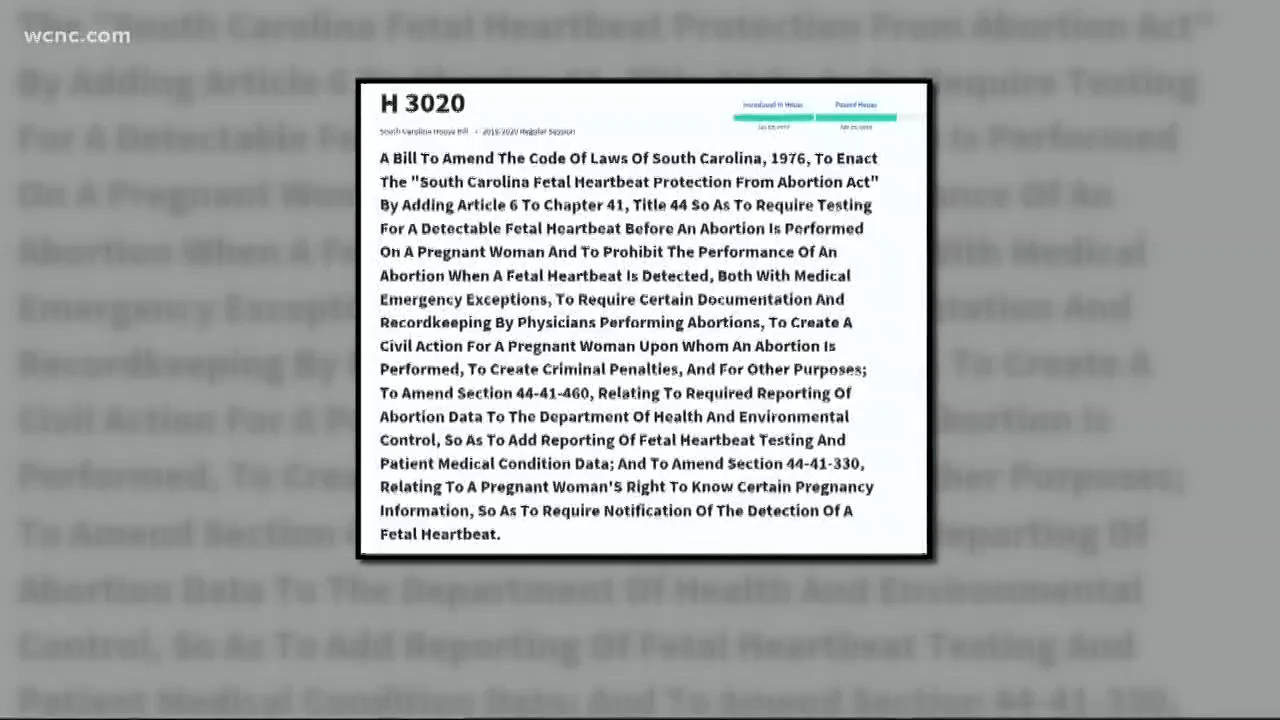 wcnc.com
H 3020
Introduced In House
Passed House
South Carolina House Bill • 2019-2020 Regular Session
A Bill To Amend The Code Of Laws Of South Carolina, 1976, To Enact
The "South Carolina Fetal Heartbeat Protection From Abortion Act"
By Adding Article 6 To Chapter 41, Title 44 So As To Require Testing
For A Detectable Fetal Heartbeat Before An Abortion Is Performed
On A Pregnant Woman And To Prohibit The Performance Of An
Abortion When A Fetal Heartbeat Is Detected, Both With Medical
Emergency Exceptions, To Require Certain Documentation And
Recordkeeping By Physicians Performing Abortions, To Create A
Civil Action For A Pregnant Woman Upon Whom An Abortion Is
Performed, To Create Criminal Penalties, And For Other Purposes;
To Amend Section 44-41-460, Relating To Required Reporting Of
Abortion Data To The Department Of Health And Environmental
Control, So As To Add Reporting Of Fetal Heartbeat Testing And
Patient Medical Condition Data; And To Amend Section 44-41-330,
Relating To A Pregnant Woman'S Right To Know Certain Pregnancy
Information, So As To Require Notification Of The Detection Of A
Fetal Heartbeat.